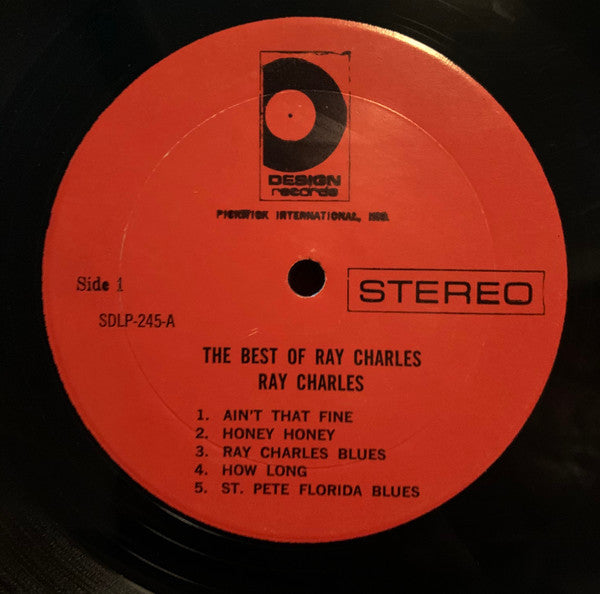 DESIGN
records
PICKWICK INTERNATIONAL, INC.
Side 1
STEREO
SDLP-245-A
THE BEST OF RAY CHARLES
RAY CHARLES
1. AIN'T THAT FINE
2. HONEY HONEY
3. RAY CHARLES BLUES
4. HOW LONG
5. ST. PETE FLORIDA BLUES